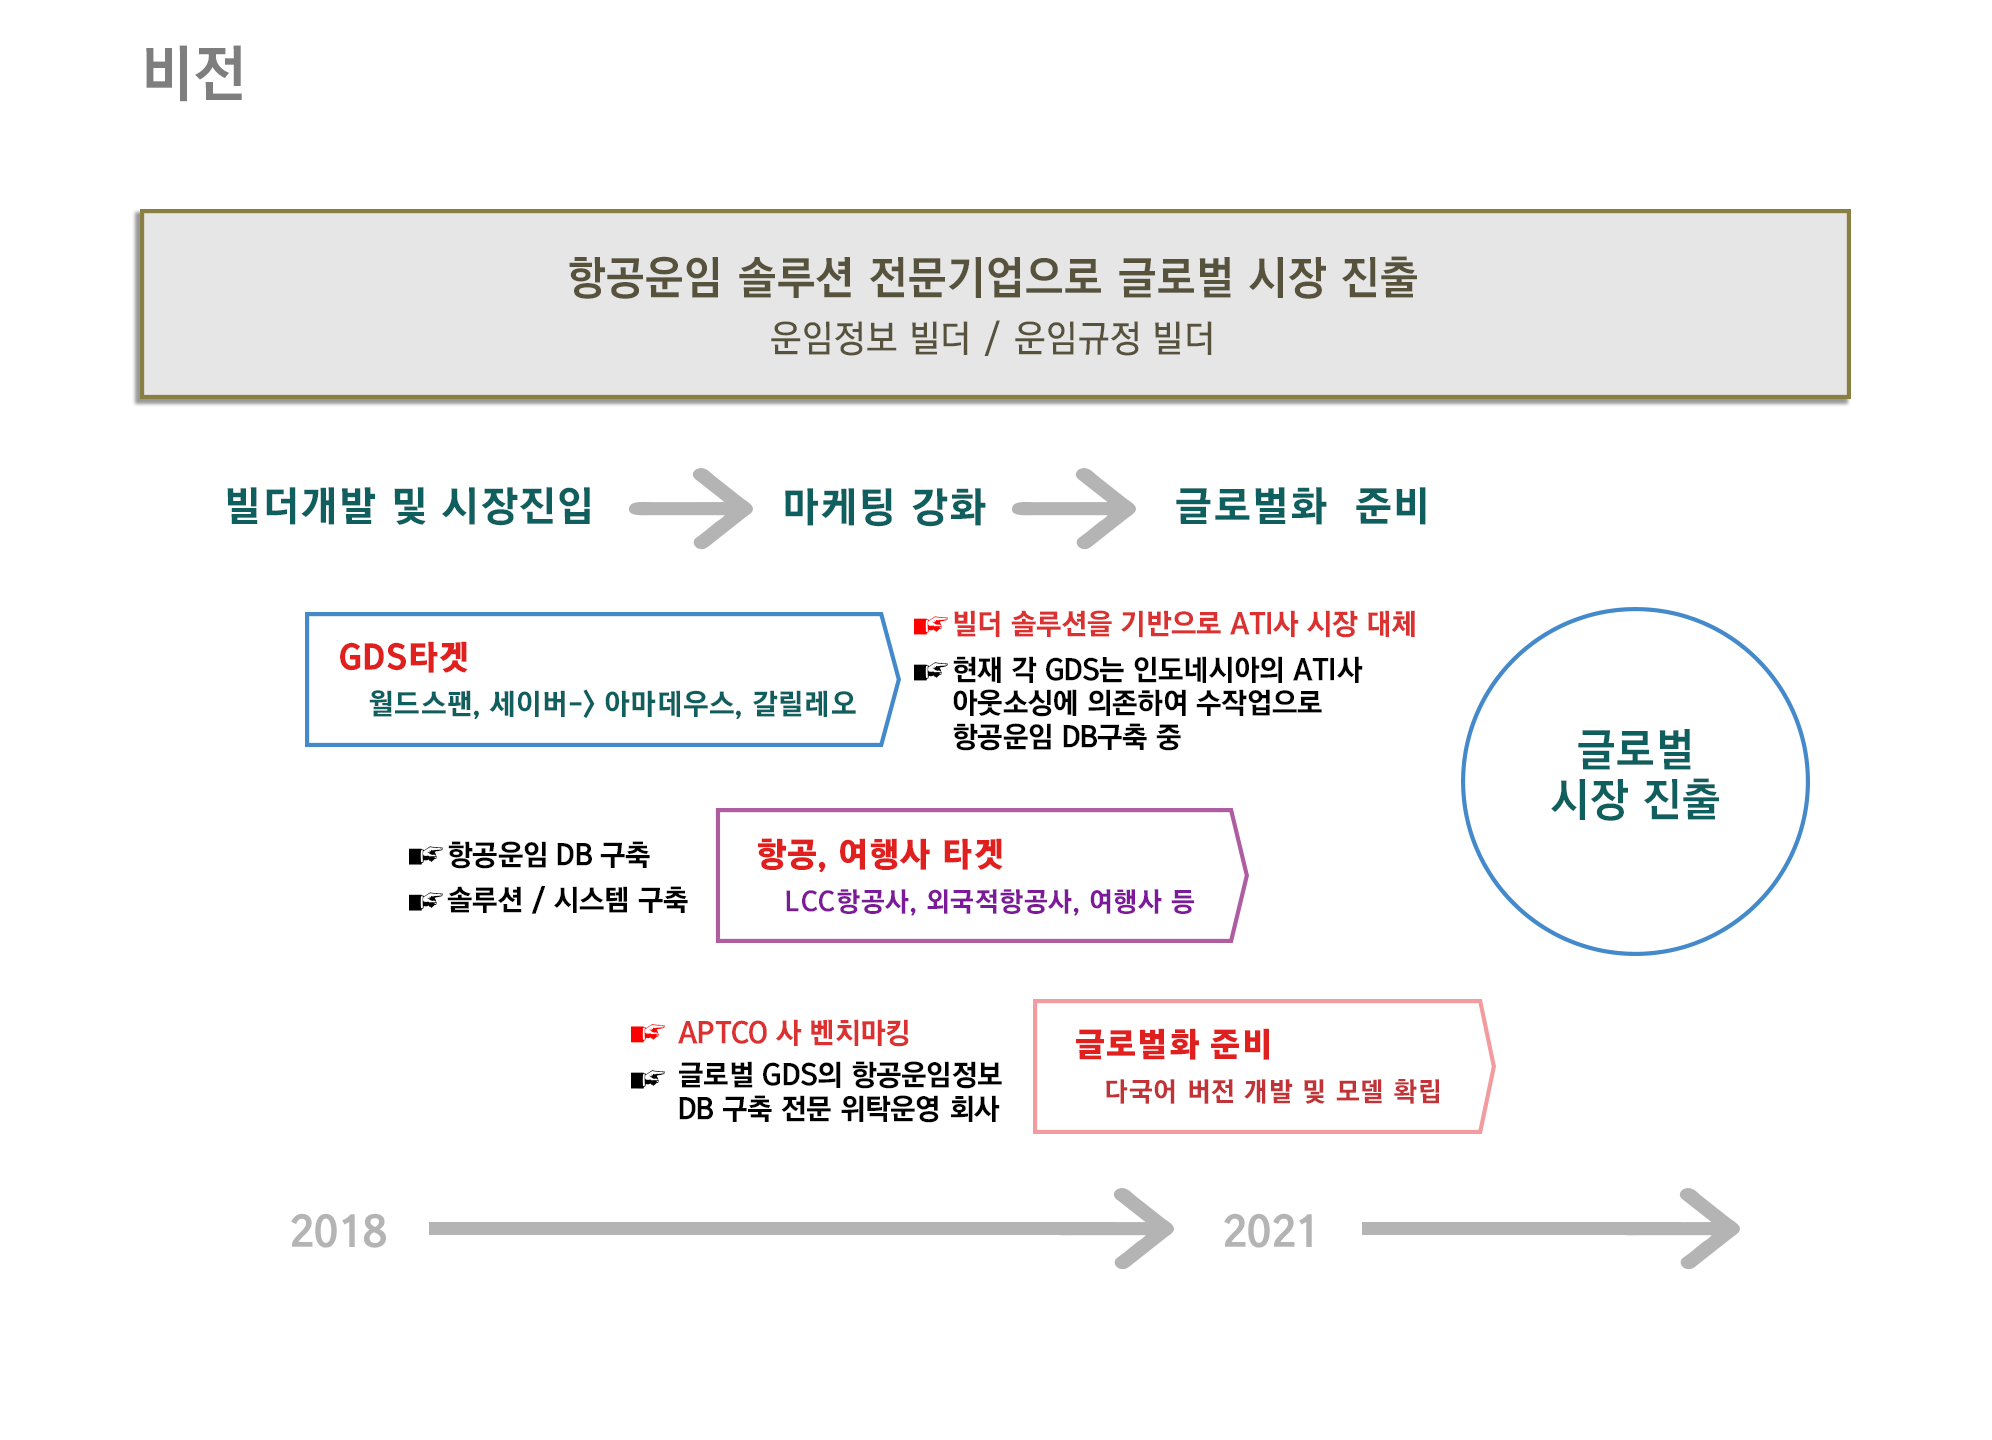 비전
항공운임 솔루션 전문기업으로 글로벌 시장 진출
운임정보 빌더 / 운임규정 빌더
빌더개발 및 시장진입
마케팅 강화
글로벌화 준비
GDS타겟
월드스팬, 세이버-> 아마데우스, 갈릴레오
빌더 솔루션을 기반으로 ATI사 시장 대체
현재 각 GDS는 인도네시아의 ATI사
아웃소싱에 의존하여 수작업으로
항공운임 DB구축 중
글로벌
시장 진출
항공운임 DB 구축
솔루션 / 시스템 구축
항공, 여행사 타겟
LCC항공사, 외국적항공사, 여행사 등
APTCO 사 벤치마킹
글로벌 GDS의 항공운임정보
DB 구축 전문 위탁운영 회사
글로벌화 준비
다국어 버전 개발 및 모델 확립
2018
2021